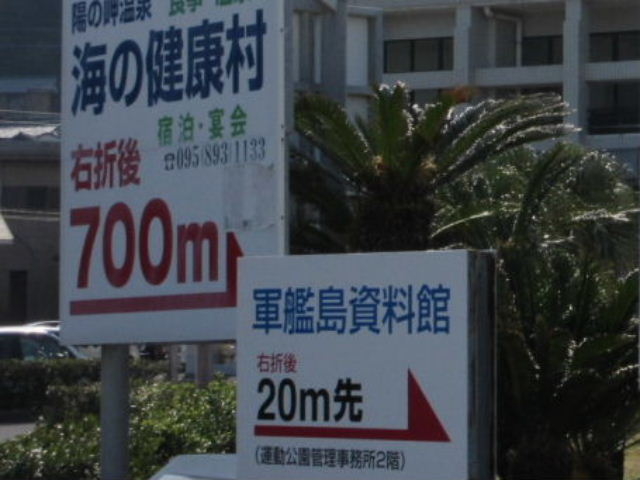 陽の岬温泉
海の健康村
宿泊・宴会
☎095(893)1133
右折後
700m
軍艦島資料館
右折後
20m先
(運動公園管理事務所2階)